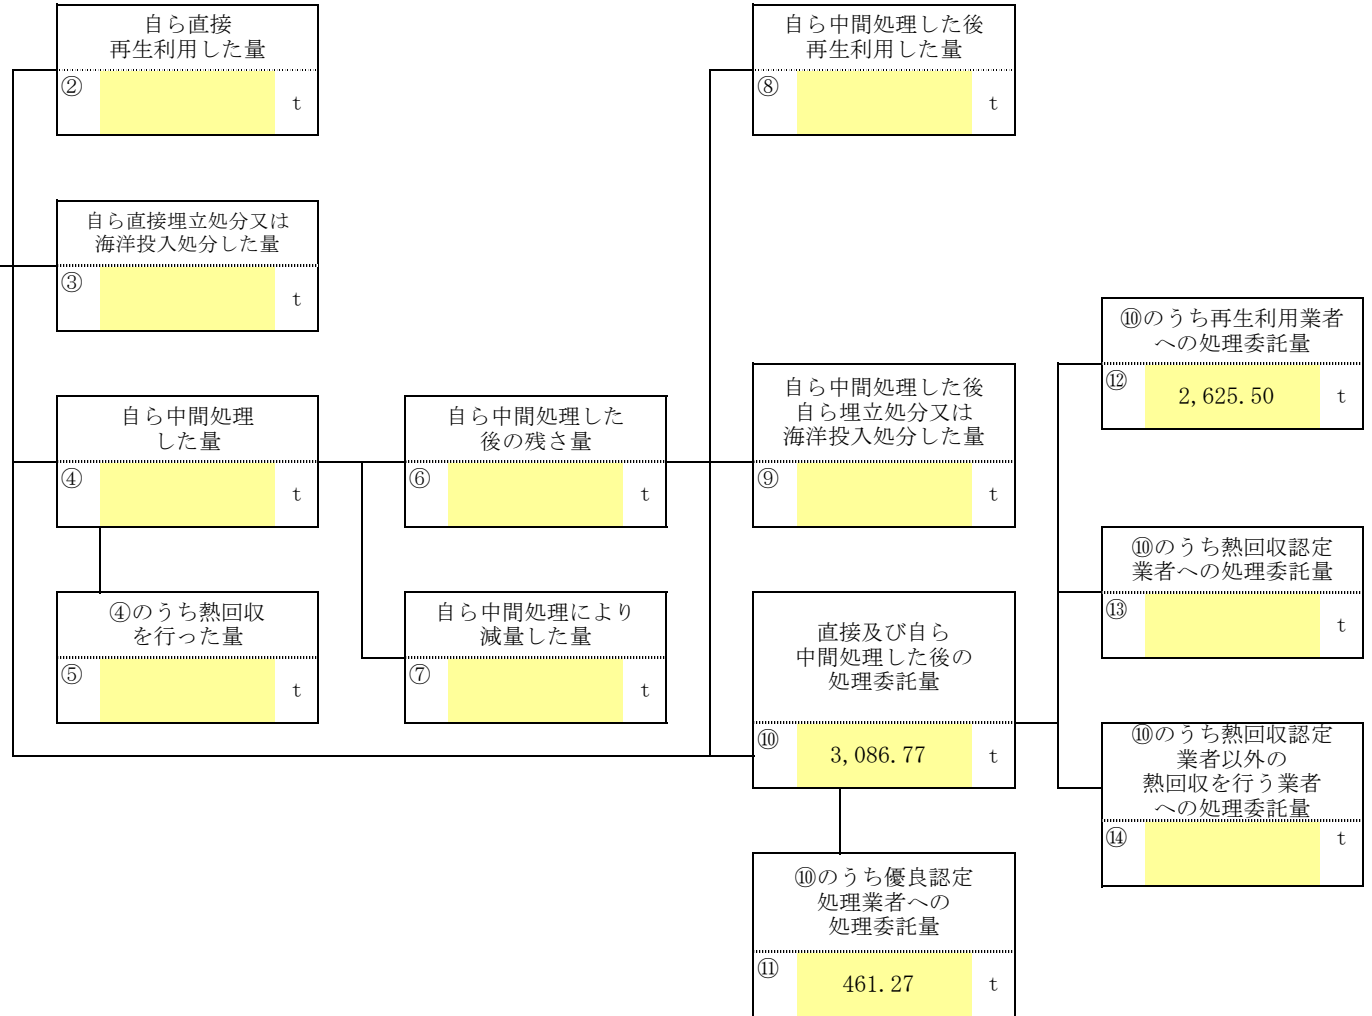 自ら直接
再生利用した量
② t
自ら中間処理した後
再生利用した量
⑧ t
自ら直接埋立処分又は
海洋投入処分した量
③ t
⑩のうち再生利用業者
への処理委託量
⑫ 2,625.50 t
自ら中間処理
した量
④ t
自ら中間処理した
後の残さ量
⑥ t
自ら中間処理した後
自ら埋立処分又は
海洋投入処分した量
⑨ t
⑩のうち熱回収認定
業者への処理委託量
⑬ t
④のうち熱回収
を行った量
⑤ t
自ら中間処理により
減量した量
⑦ t
直接及び自ら
中間処理した後の
処理委託量
⑩ 3,086.77 t
⑩のうち熱回収認定
業者以外の
熱回収を行う業者
への処理委託量
⑭ t
⑩のうち優良認定
処理業者への
処理委託量
⑪ 461.27 t